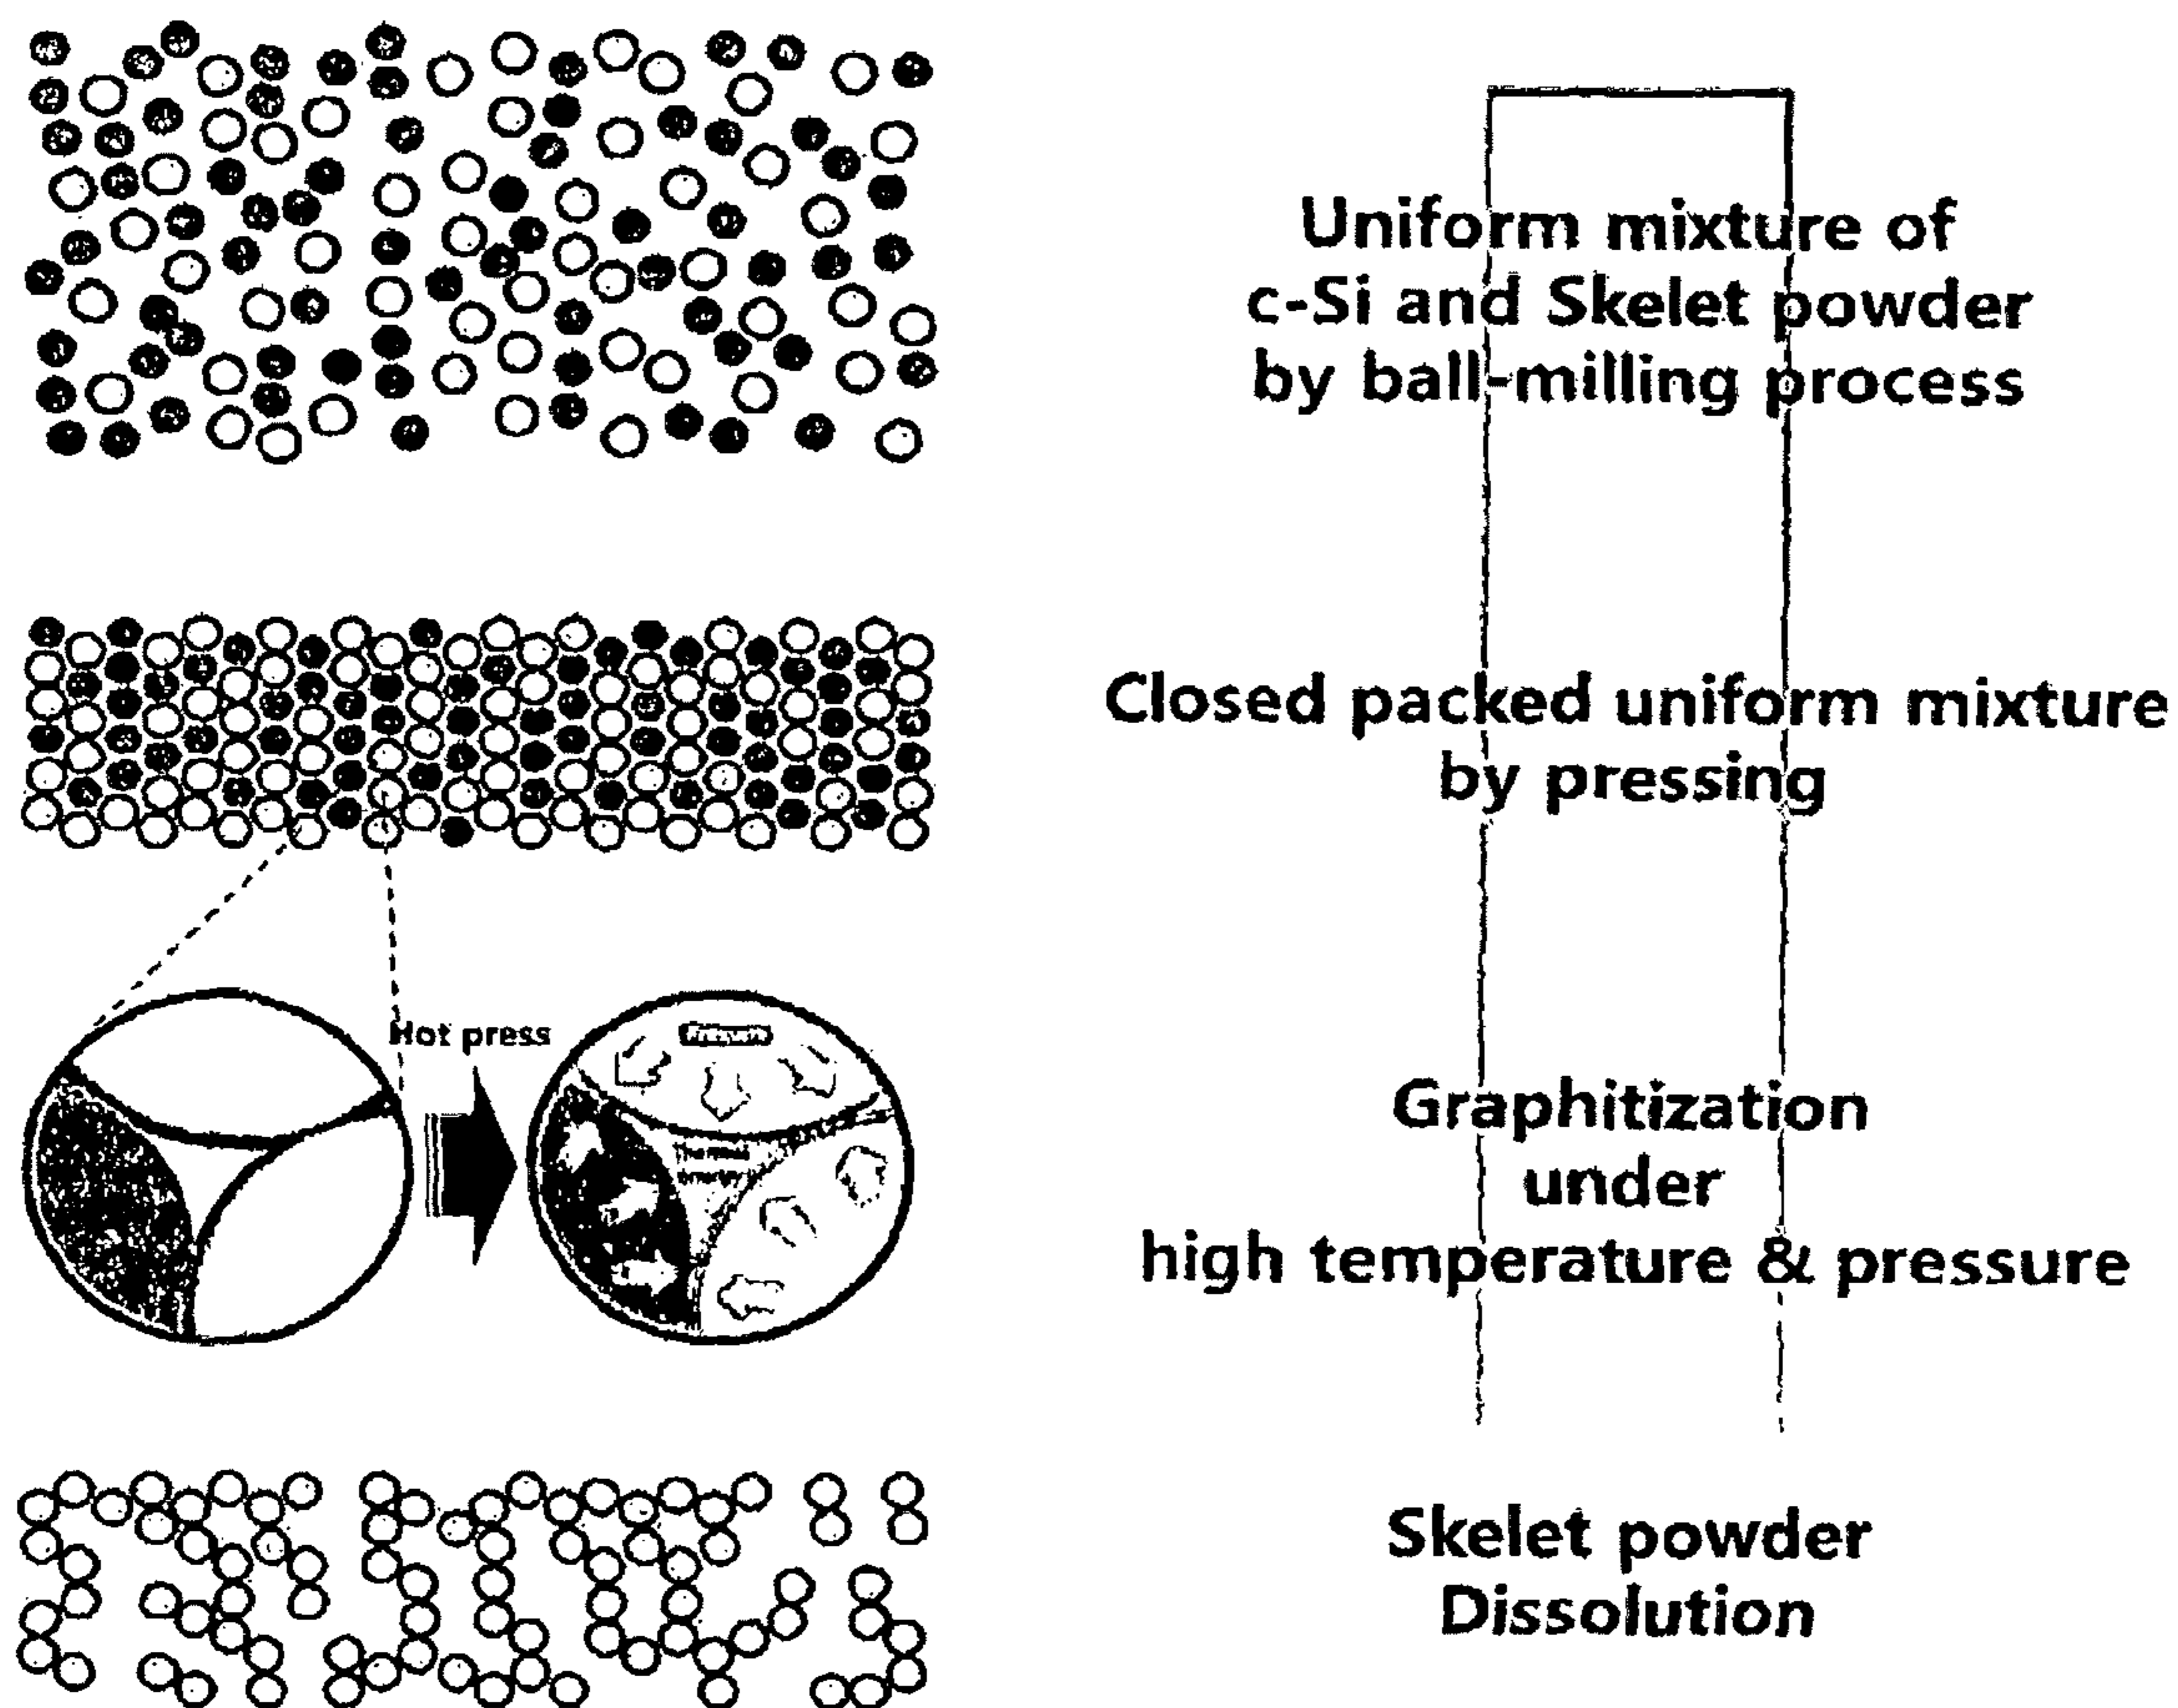 Uniform mixture of
c-Si and Skelet powder
by ball-milling process
Closed packed uniform mixture
by pressing
Hot press
Pressure
Graphitization
under
high temperature & pressure
Skelet powder
Dissolution